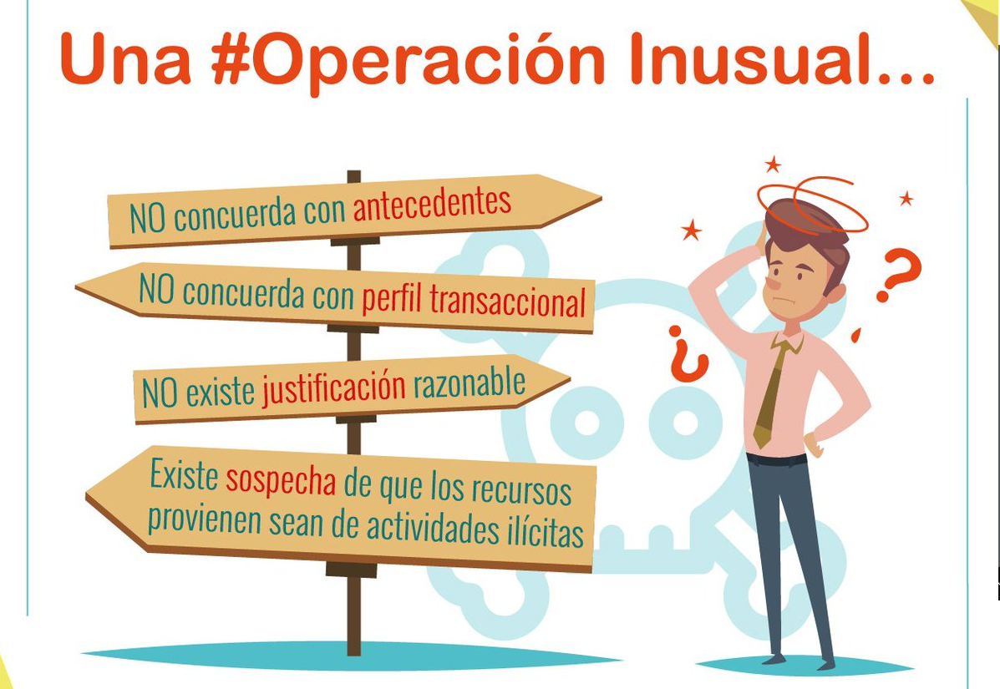 Una #Operación Inusual...
NO concuerda con antecedentes
NO concuerda con perfil transaccional
NO existe justificación razonable
Existe sospecha de que los recursos
provienen sean de actividades ilícitas
?
¿